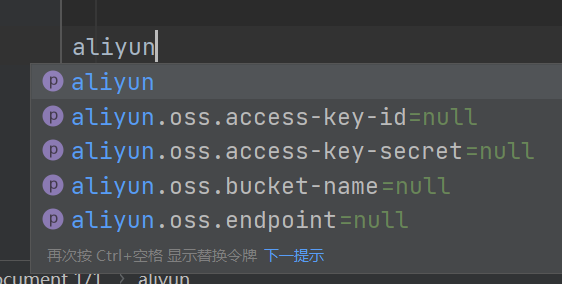 aliyun
p aliyun
p aliyun.oss.access-key-id=null
p aliyun.oss.access-key-secret=null
p aliyun.oss.bucket-name=null
p aliyun.oss.endpoint=null
再次按 Ctrl+空格 显示替换令牌 下一提示
ocument 1/1 › aliyun